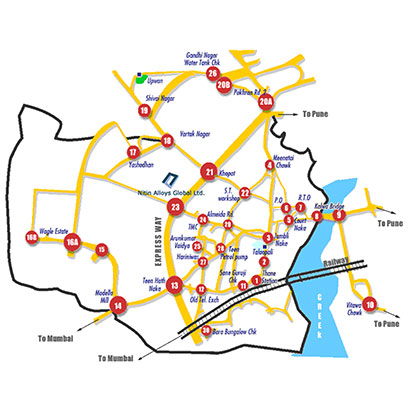 Gandhi Nagar
Water Tank Chk
26
Upwan
20B
Pokhran Rd. 2
20A
To Pune
Shivai Nagar
19
Vartak Nagar
18
17
Yashodhan
21
Khopat
Meenatai
Chowk
4
Nitin Alloys Global Ltd.
S.T.
workshop
22
R.T.O
P.O
6
7
Kalwa Bridge
23
Almeida Rd.
24
Court
Naka
5
8
9
To Pune
EXPRESS WAY
TMC
29
Wagle Estate
16B
16A
15
Arunkumar
Vaidya
25
28
Teen
Petrol pump
3
Jambli
Naka
Talaopali
2
Hariniwas
27
Railway
Teen Hath
Naka
13
Sane Guruji Chk
Thane
Station
1
11
12
Old Tel. Exch
Modella
Mill
14
CREEK
10
Vitawa
Chowk
To Pune
To Mumbai
30
Bara Bungalow Chk
To Mumbai